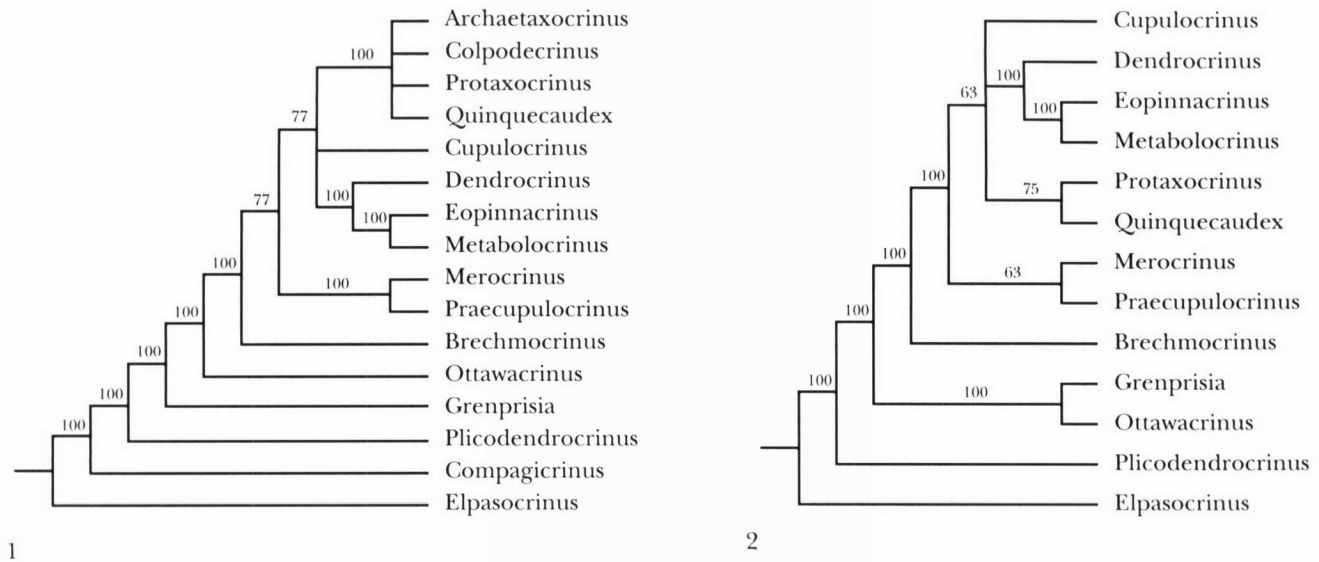 Archaetaxocrinus
100
Colpodecrinus
Protaxocrinus
77
Quinquecaudex
Cupulocrinus
Dendrocrinus
100
77
Eopinnacrinus
100
Metabolocrinus
100
Merocrinus
100
Praecupulocrinus
100
Brechmocrinus
100
Ottawacrinus
100
Grenprisia
100
Plicodendrocrinus
Compagicrinus
Elpasocrinus
1
Cupulocrinus
Dendrocrinus
100
63
Eopinnacrinus
100
Metabolocrinus
100
Protaxocrinus
75
Quinquecaudex
100
Merocrinus
63
Praecupulocrinus
100
Brechmocrinus
100
Grenprisia
100
Ottawacrinus
Plicodendrocrinus
Elpasocrinus
2